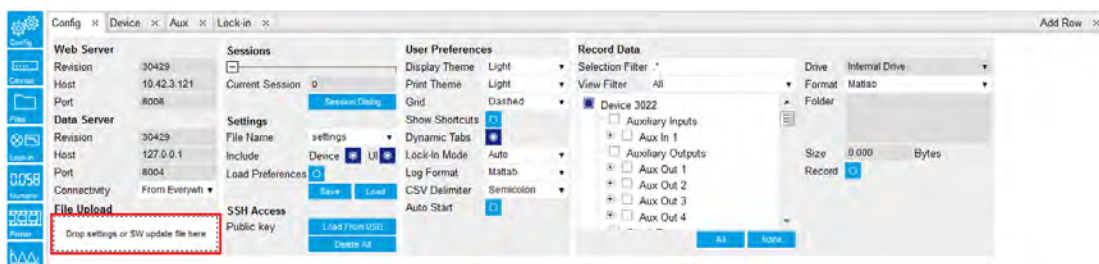 Config × Device × Aux × Lock-in × Add Row ×
Config
Device
Files
Lock-in
0.058
Numeric
Plotter
Web Server
Revision 30429
Host 10.42.3.121
Port 8006
Data Server
Revision 30429
Host 127.0.0.1
Port 8004
Connectivity From Everywh
File Upload
Drop settings or SW update file here
Sessions
Current Session 0
Session Dialog
Settings
File Name settings
Include Device UI
Load Preferences
Save Load
SSH Access
Public key Load From USB
Delete All
User Preferences
Display Theme Light
Print Theme Light
Grid Dashed
Show Shortcuts
Dynamic Tabs
Lock-In Mode Auto
Log Format Matlab
CSV Delimiter Semicolon
Auto Start
Record Data
Selection Filter .*
View Filter All
Device 3022
Auxiliary Inputs
Aux In 1
Auxiliary Outputs
Aux Out 1
Aux Out 2
Aux Out 3
Aux Out 4
All None
Drive Internal Drive
Format Matlab
Folder
Size 0.000 Bytes
Record